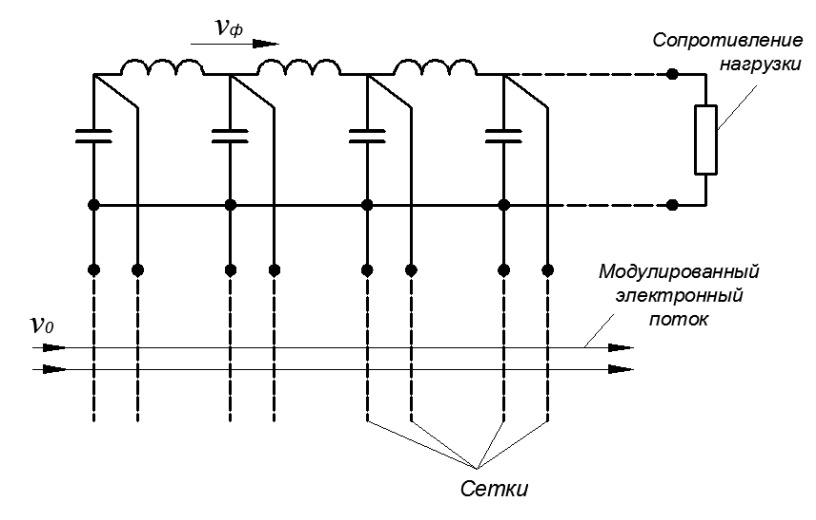 vф
Сопротивление
нагрузки
Модулированный
электронный
поток
v0
Сетки